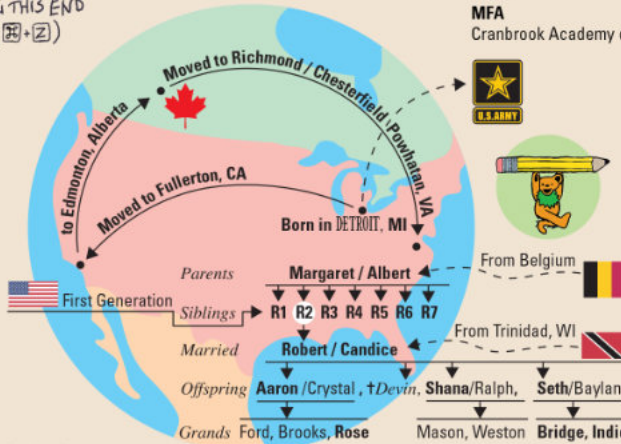 THIS END
⌘+Z)
MFA
Cranbrook Academy
U.S.ARMY
Moved to Richmond / Chesterfield / Powhatan, VA
to Edmonton, Alberta
Moved to Fullerton, CA
Born in DETROIT, MI
From Belgium
Parents Margaret / Albert
First Generation
Siblings R1 R2 R3 R4 R5 R6 R7
From Trinidad, WI
Married Robert / Candice
Offspring Aaron /Crystal , †Devin, Shana/Ralph, Seth/Baylan
Grands Ford, Brooks, Rose Mason, Weston Bridge, Indi